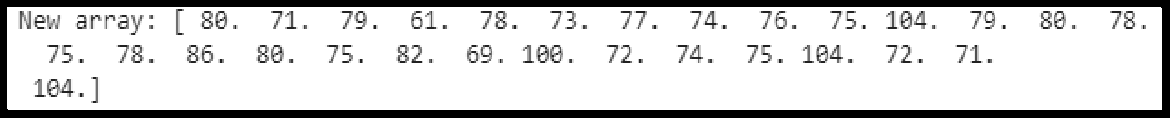 New array: [ 80. 71. 79. 61. 78. 73. 77. 74. 76. 75. 104. 79. 80. 78.
75. 78. 86. 80. 75. 82. 69. 100. 72. 74. 75. 104. 72. 71.
104.]